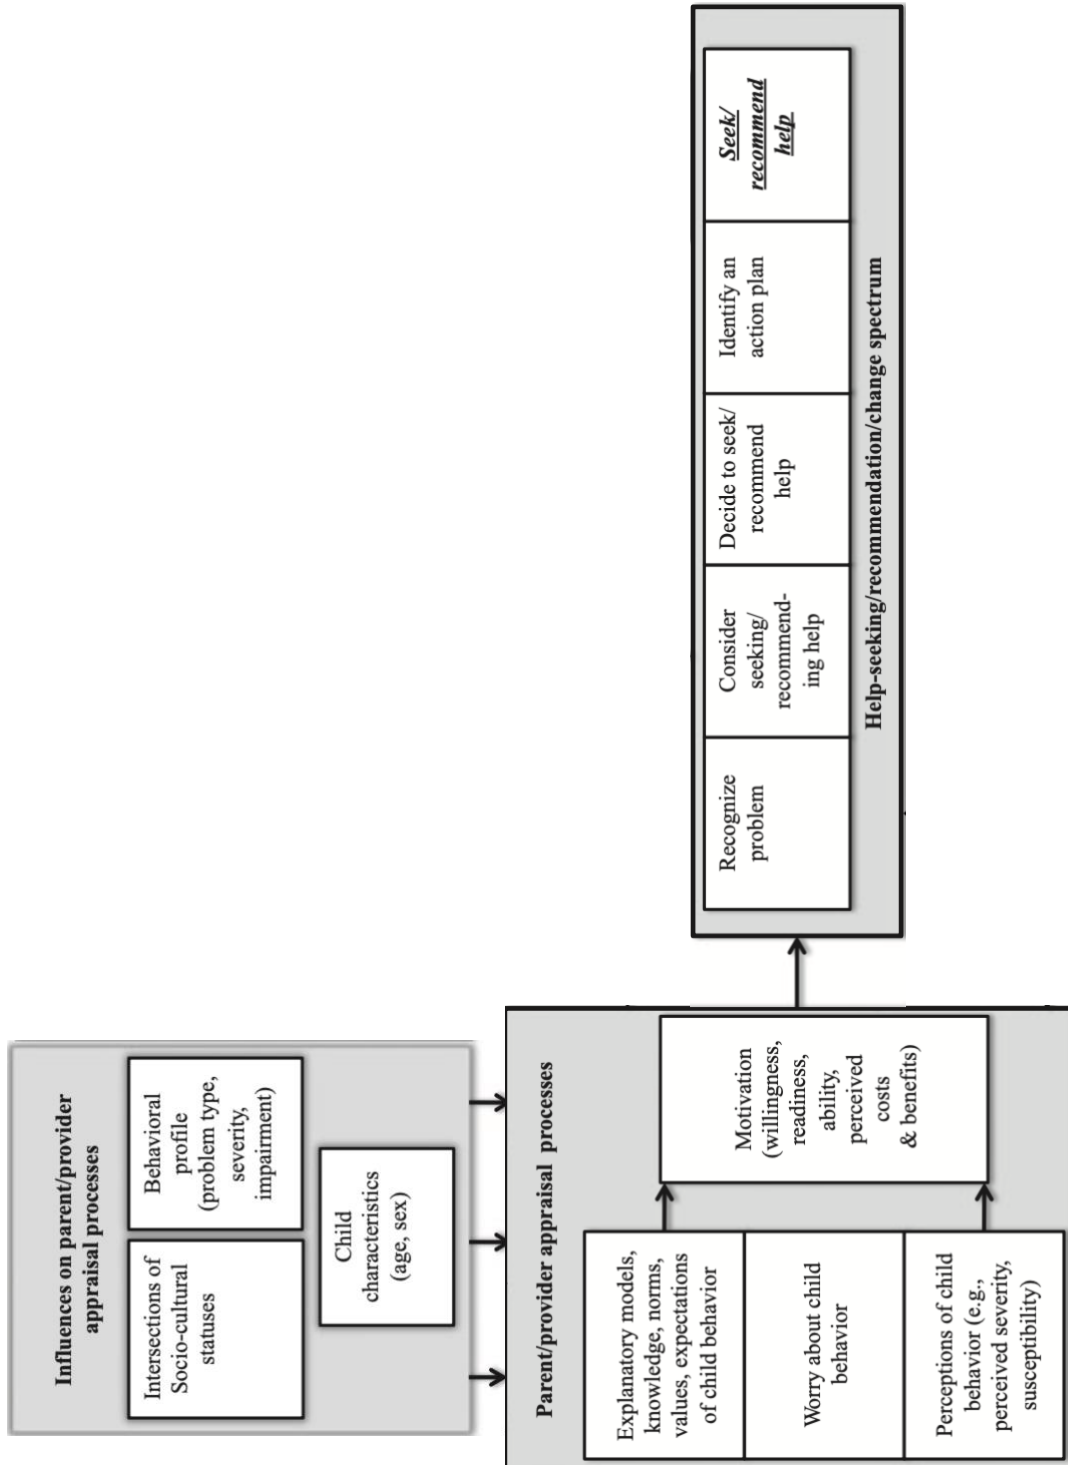 Influences on parent/provider
appraisal processes
Intersections of
Socio-cultural
statuses
Behavioral
profile
(problem type,
severity,
impairment)
Child
characteristics
(age, sex)
Parent/provider appraisal processes
Explanatory models,
knowledge, norms,
values, expectations
of child behavior
Worry about child
behavior
Perceptions of child
behavior (e.g.,
perceived severity,
susceptibility)
Motivation
(willingness,
readiness,
ability,
perceived
costs
& benefits)
Recognize
problem
Consider
seeking/
recommend-
ing help
Decide to seek/
recommend
help
Identify an
action plan
Seek/
recommend
help
Help-seeking/recommendation/change spectrum